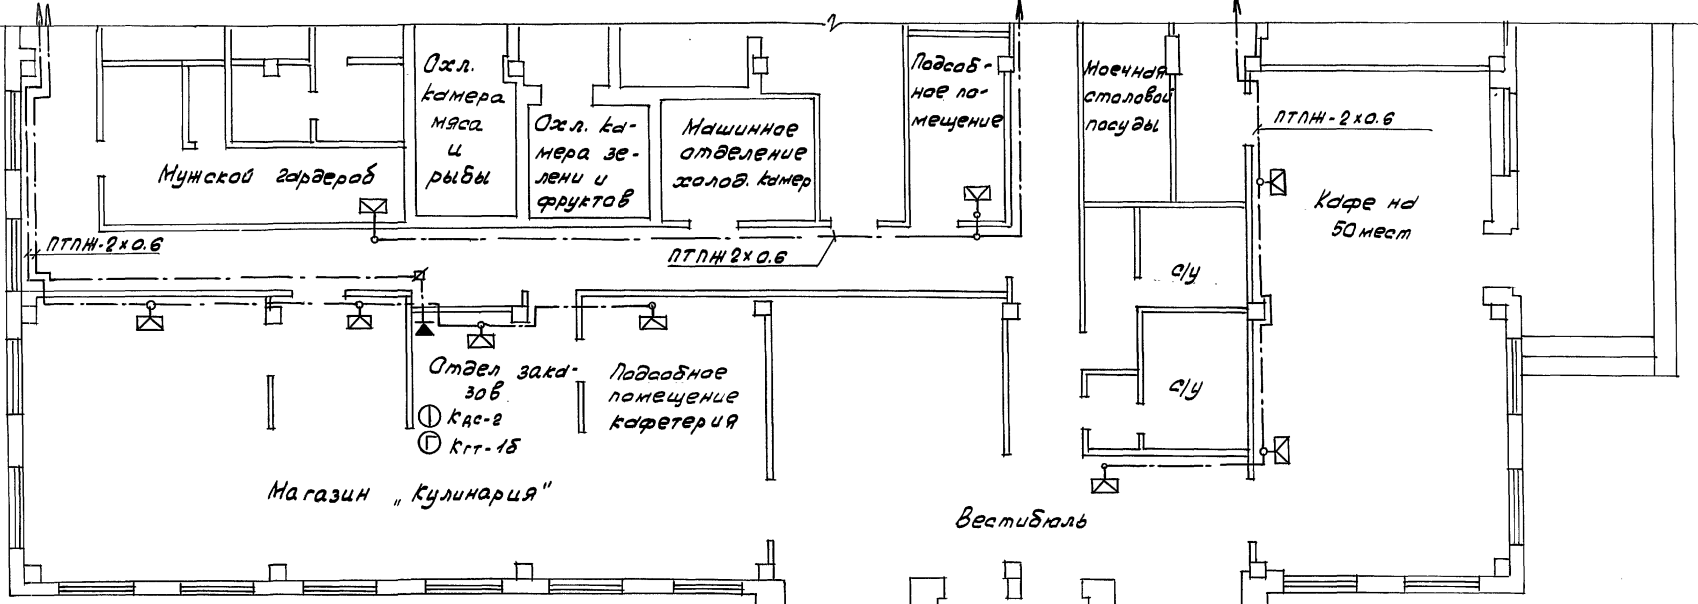 Охл.
камера
мяса
и
рыбы
Охл. ка-
мера зе-
лени и
фруктов
Машинное
отделение
холод. камер
Подсоб-
ное по-
мещение
Моечная
столовой
посуды
ПТПЖ-2х0.6
Мужской гардероб
Кафе на
50 мест
ПТПЖ-2х0.6
ПТПЖ 2х0.6
с/у
Отдел зака-
зов
КДС-2
КГТ-1б
Подсобное
помещение
кафетерия
с/у
Магазин „Кулинария"
Вестибюль